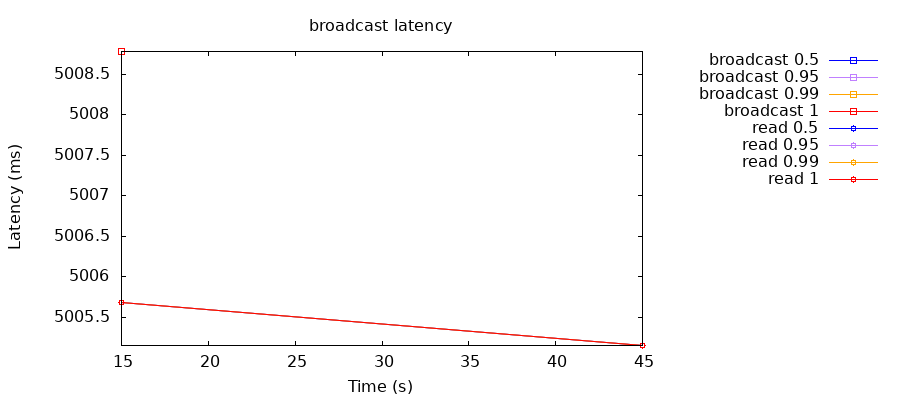 broadcast latency
Latency (ms)
5008.5
5008
5007.5
5007
5006.5
5006
5005.5
15 20 25 30 35 40 45
Time (s)
broadcast 0.5
broadcast 0.95
broadcast 0.99
broadcast 1
read 0.5
read 0.95
read 0.99
read 1